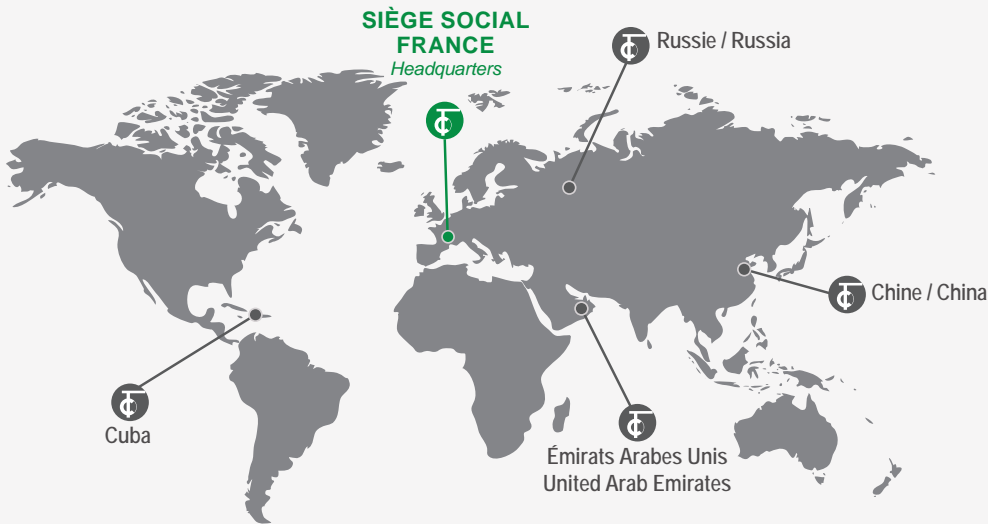 SIÈGE SOCIAL
FRANCE
Headquarters
Russie / Russia
Chine / China
Cuba
Émirats Arabes Unis
United Arab Emirates